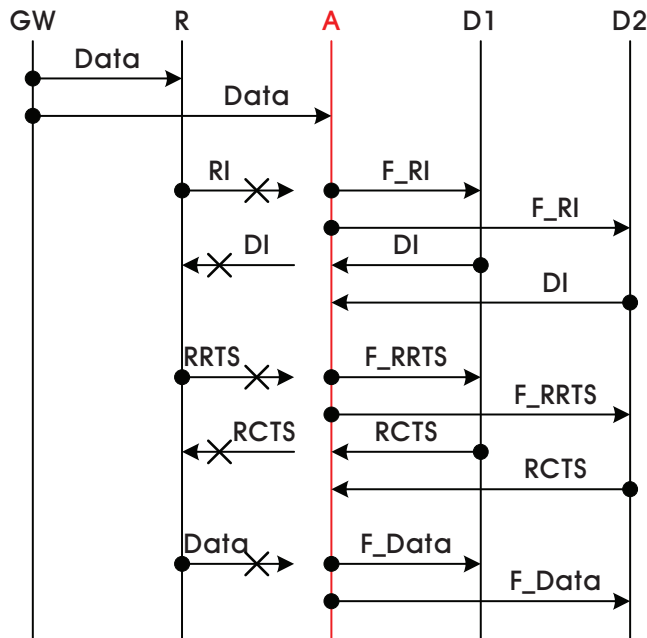 GW R A D1 D2
Data
Data
RI F_RI
F_RI
DI DI
DI
RRTS F_RRTS
F_RRTS
RCTS RCTS
RCTS
Data F_Data
F_Data